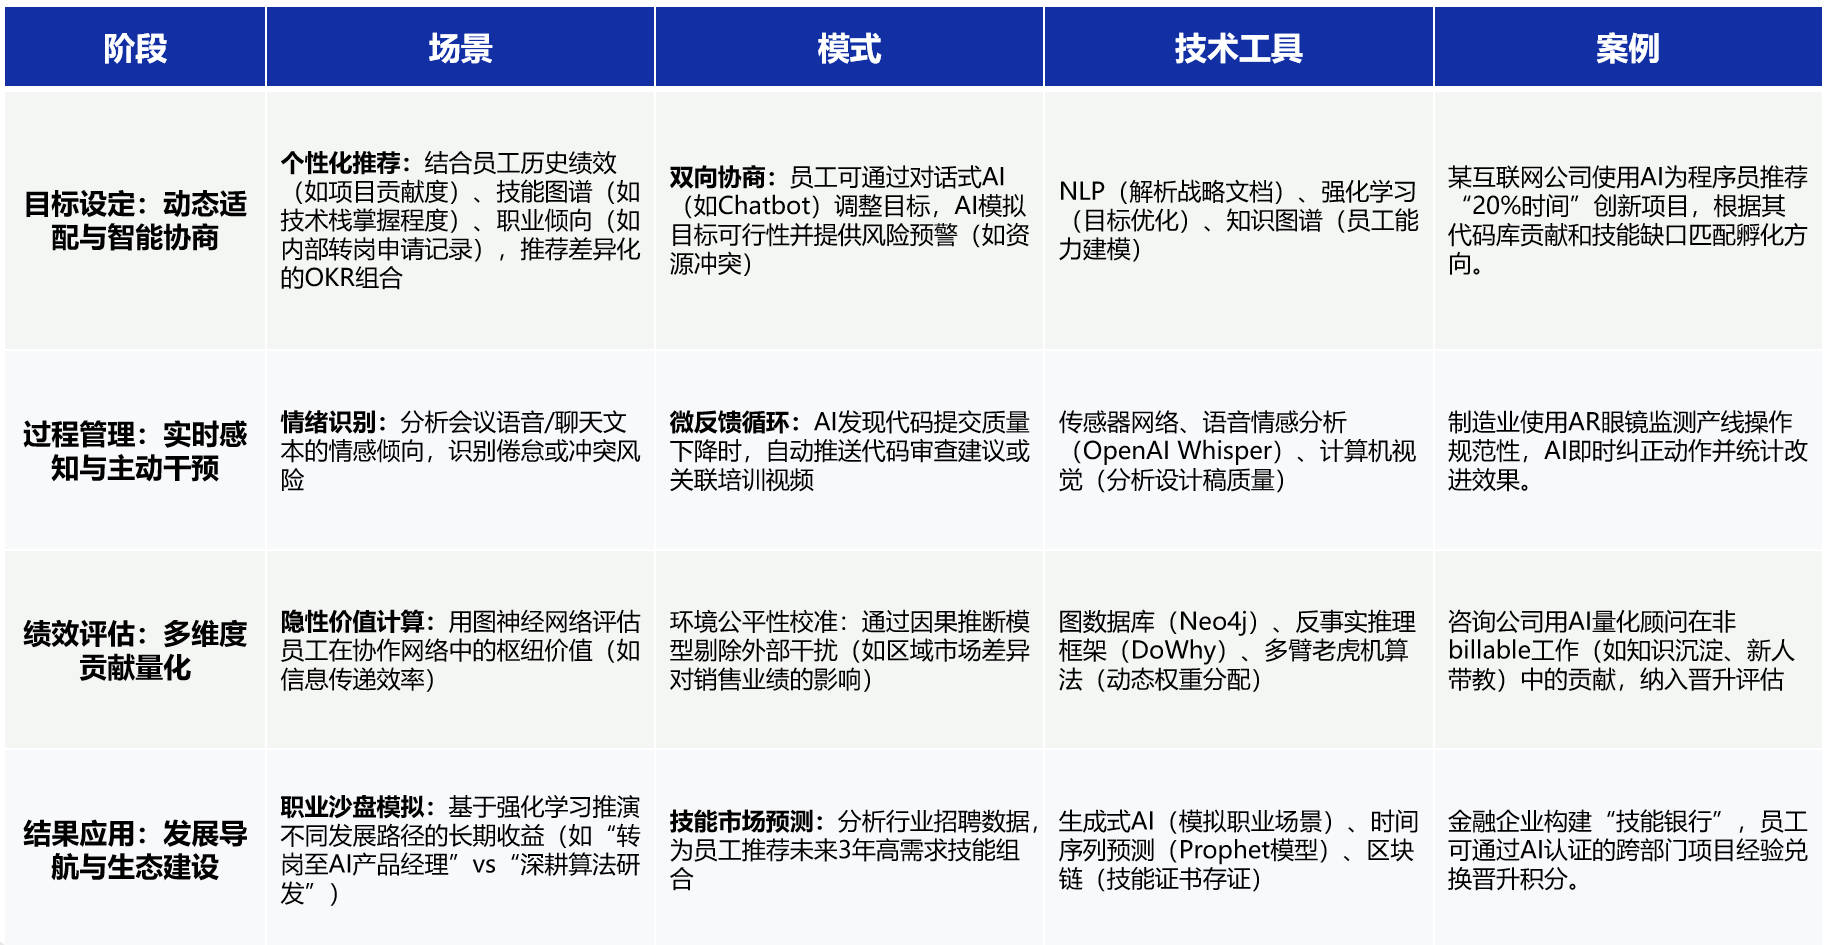 阶段
场景
模式
技术工具
案例
目标设定：动态适
配与智能协商
个性化推荐：结合员工历史绩效
（如项目贡献度）、技能图谱（如
技术栈掌握程度）、职业倾向（如
内部转岗申请记录），推荐差异化
的OKR组合
双向协商：员工可通过对话式AI
（如Chatbot）调整目标，AI模拟
目标可行性并提供风险预警（如资
源冲突）
NLP（解析战略文档）、强化学习
（目标优化）、知识图谱（员工能
力建模）
某互联网公司使用AI为程序员推荐
“20%时间”创新项目，根据其
代码库贡献和技能缺口匹配孵化方
向。
过程管理：实时感
知与主动干预
情绪识别：分析会议语音/聊天文
本的情感倾向，识别倦怠或冲突风
险
微反馈循环：AI发现代码提交质量
下降时，自动推送代码审查建议或
关联培训视频
传感器网络、语音情感分析
（OpenAI Whisper）、计算机视
觉（分析设计稿质量）
制造业使用AR眼镜监测产线操作
规范性，AI即时纠正动作并统计改
进效果。
绩效评估：多维度
贡献量化
隐性价值计算：用图神经网络评估
员工在协作网络中的枢纽价值（如
信息传递效率）
环境公平性校准：通过因果推断模
型剔除外部干扰（如区域市场差异
对销售业绩的影响）
图数据库（Neo4j）、反事实推理
框架（DoWhy）、多臂老虎机算
法（动态权重分配）
咨询公司用AI量化顾问在非
billable工作（如知识沉淀、新人
带教）中的贡献，纳入晋升评估
结果应用：发展导
航与生态建设
职业沙盘模拟：基于强化学习推演
不同发展路径的长期收益（如“转
岗至AI产品经理”vs“深耕算法研
发”）
技能市场预测：分析行业招聘数据，
为员工推荐未来3年高需求技能组
合
生成式AI（模拟职业场景）、时间
序列预测（Prophet模型）、区块
链（技能证书存证）
金融企业构建“技能银行”，员工
可通过AI认证的跨部门项目经验兑
换晋升积分。